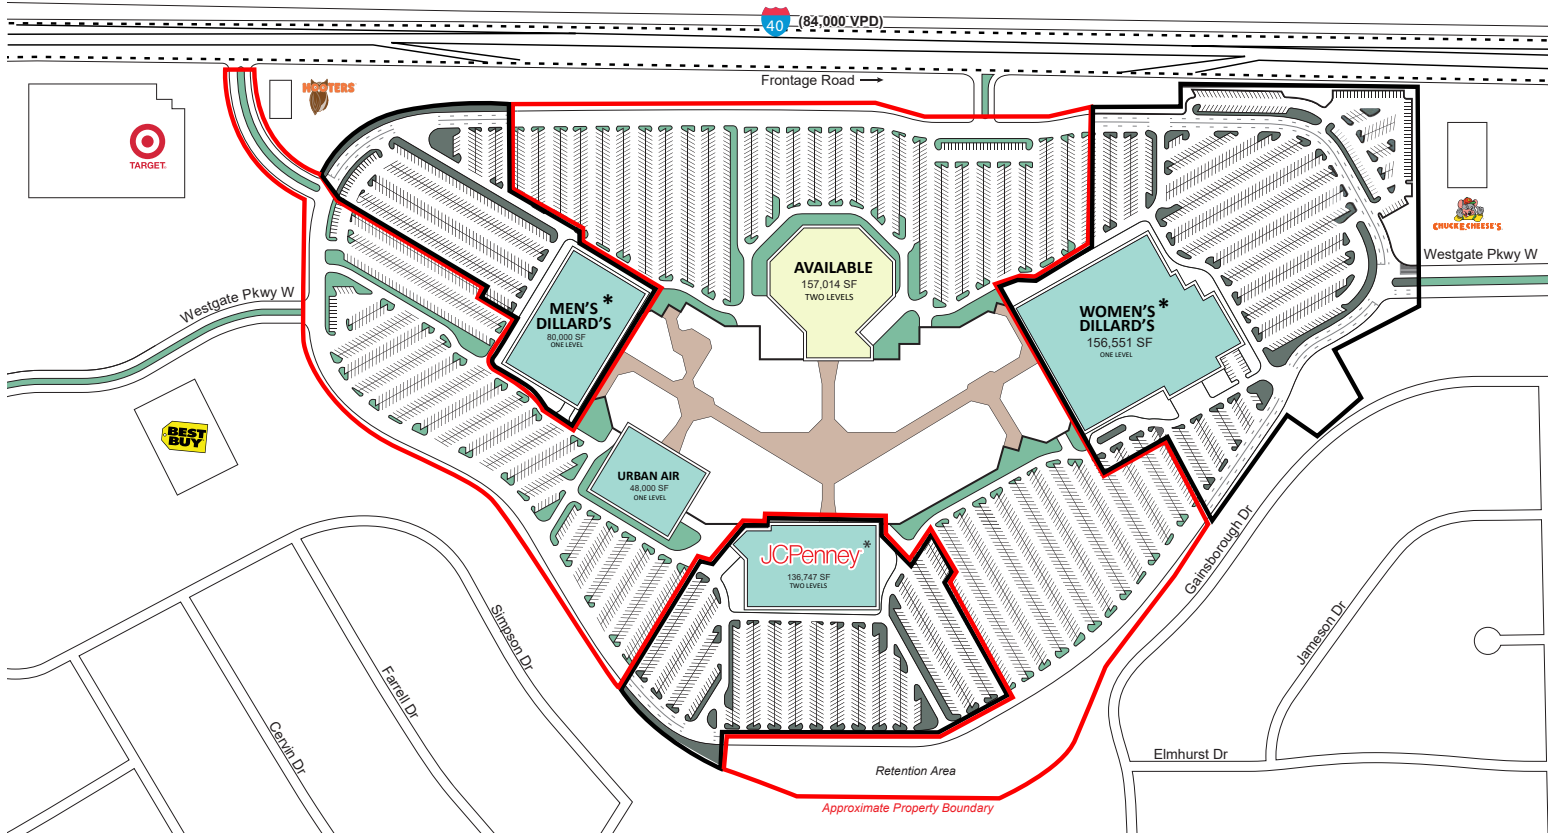 40 (84,000 VPD)
Frontage Road
HOOTERS
TARGET
CHUCK E. CHEESE'S
Westgate Pkwy W
Westgate Pkwy W
AVAILABLE
157,014 SF
TWO LEVELS
MEN'S *
DILLARD'S
80,000 SF
ONE LEVEL
WOMEN'S *
DILLARD'S
156,551 SF
ONE LEVEL
BEST
BUY
URBAN AIR
48,000 SF
ONE LEVEL
JCPenney *
136,747 SF
TWO LEVELS
Gainsborough Dr
Jameson Dr
Simpson Dr
Farrell Dr
Cervin Dr
Elmhurst Dr
Retention Area
Approximate Property Boundary